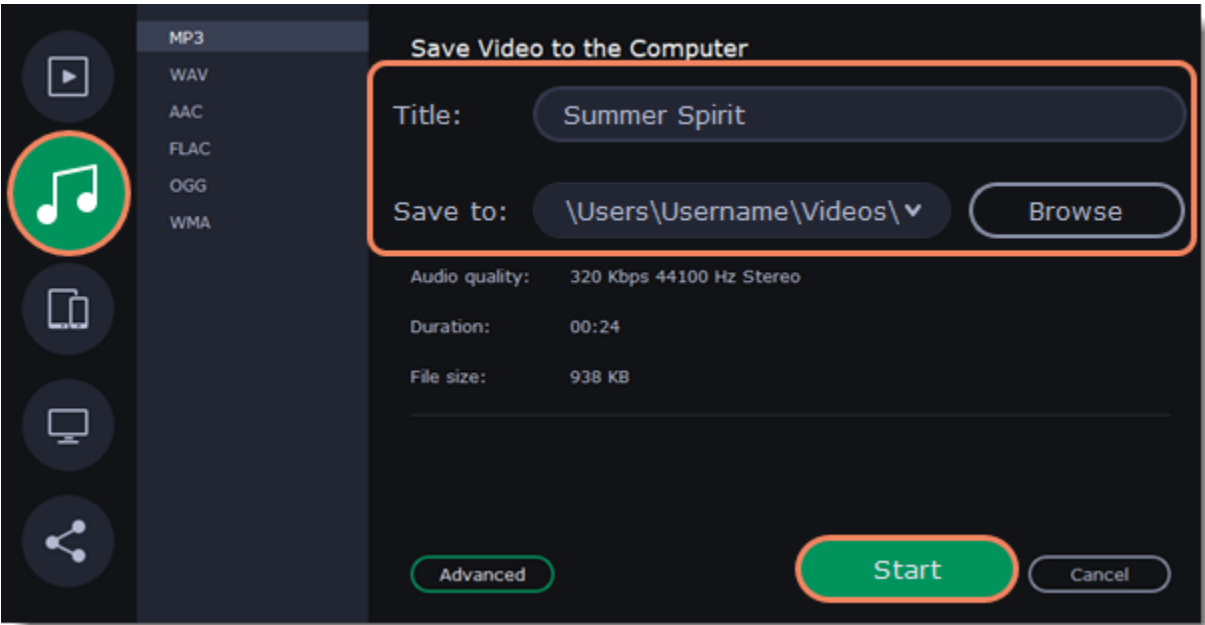 MP3
WAV
AAC
FLAC
OGG
WMA
Save Video to the Computer
Title: Summer Spirit
Save to: \Users\Username\Videos\ Browse
Audio quality: 320 Kbps 44100 Hz Stereo
Duration: 00:24
File size: 938 KB
Advanced Start Cancel